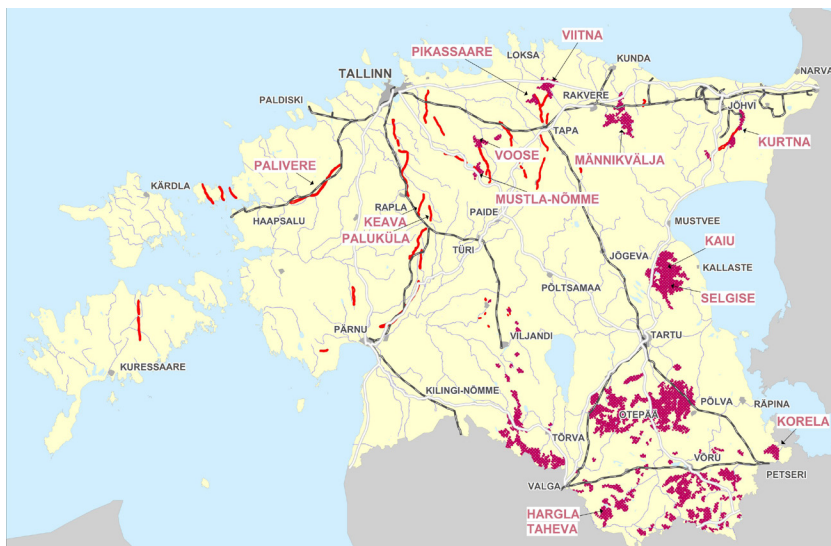 VIITNA
LOKSA
PIKASSAARE
KUNDA
TALLINN
NARVA
RAKVERE
JÕHVI
PALDISKI
TAPA
VOOSE
MÄNNIKVÄLJA
KURTNA
PALIVERE
MUSTLA-NÕMME
KÄRDLA
RAPLA
KEAVA
PAIDE
HAAPSALU
PALUKÜLA
MUSTVEE
TÜRI
KAIU
JÕGEVA
KALLASTE
PÕLTSAMAA
SELGISE
PÄRNU
VILJANDI
TARTU
KURESSAARE
KILINGI-NÕMME
PÕLVA
RÄPINA
OTEPÄÄ
KORELA
TÕRVA
VÕRU
PETSERI
VALGA
HARGLA
TAHEVA